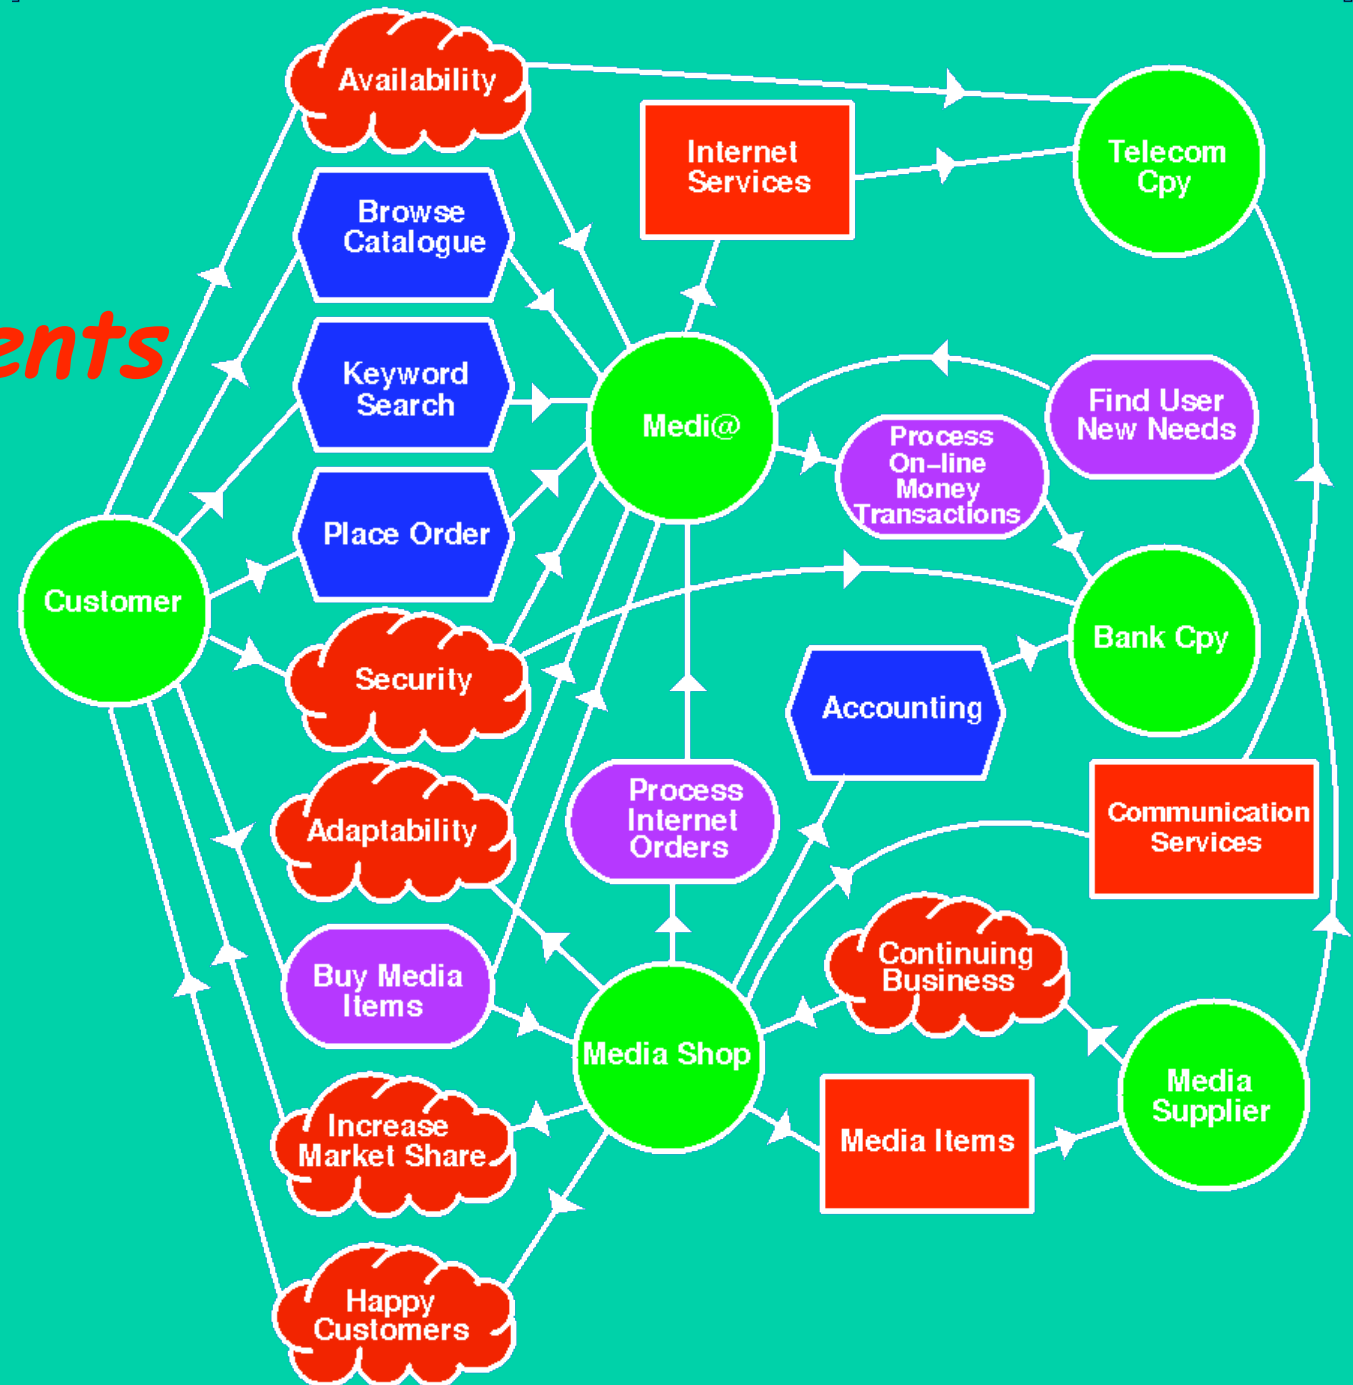 Availability
Internet
Services
Telecom
Cpy
Browse
Catalogue
ents
Keyword
Search
Medi@
Find User
New Needs
Process
On-line
Money
Transactions
Place Order
Customer
Security
Bank Cpy
Accounting
Adaptability
Process
Internet
Orders
Communication
Services
Buy Media
Items
Continuing
Business
Media Shop
Media
Supplier
Increase
Market Share
Media Items
Happy
Customers